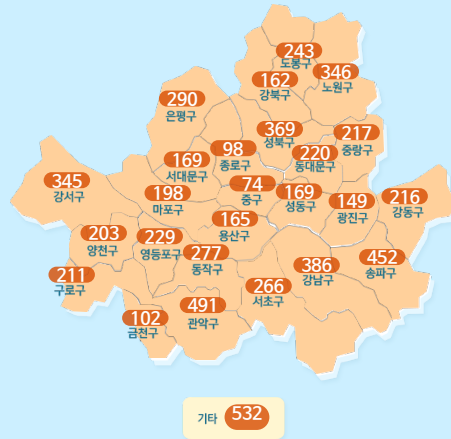 243
도봉구
162
강북구
346
노원구
290
은평구
369
성북구
217
중랑구
98
종로구
220
동대문구
169
서대문구
345
강서구
198
마포구
74
중구
169
성동구
149
광진구
216
강동구
165
용산구
203
양천구
229
영등포구
277
동작구
452
송파구
386
강남구
211
구로구
266
서초구
491
관악구
102
금천구
기타 532